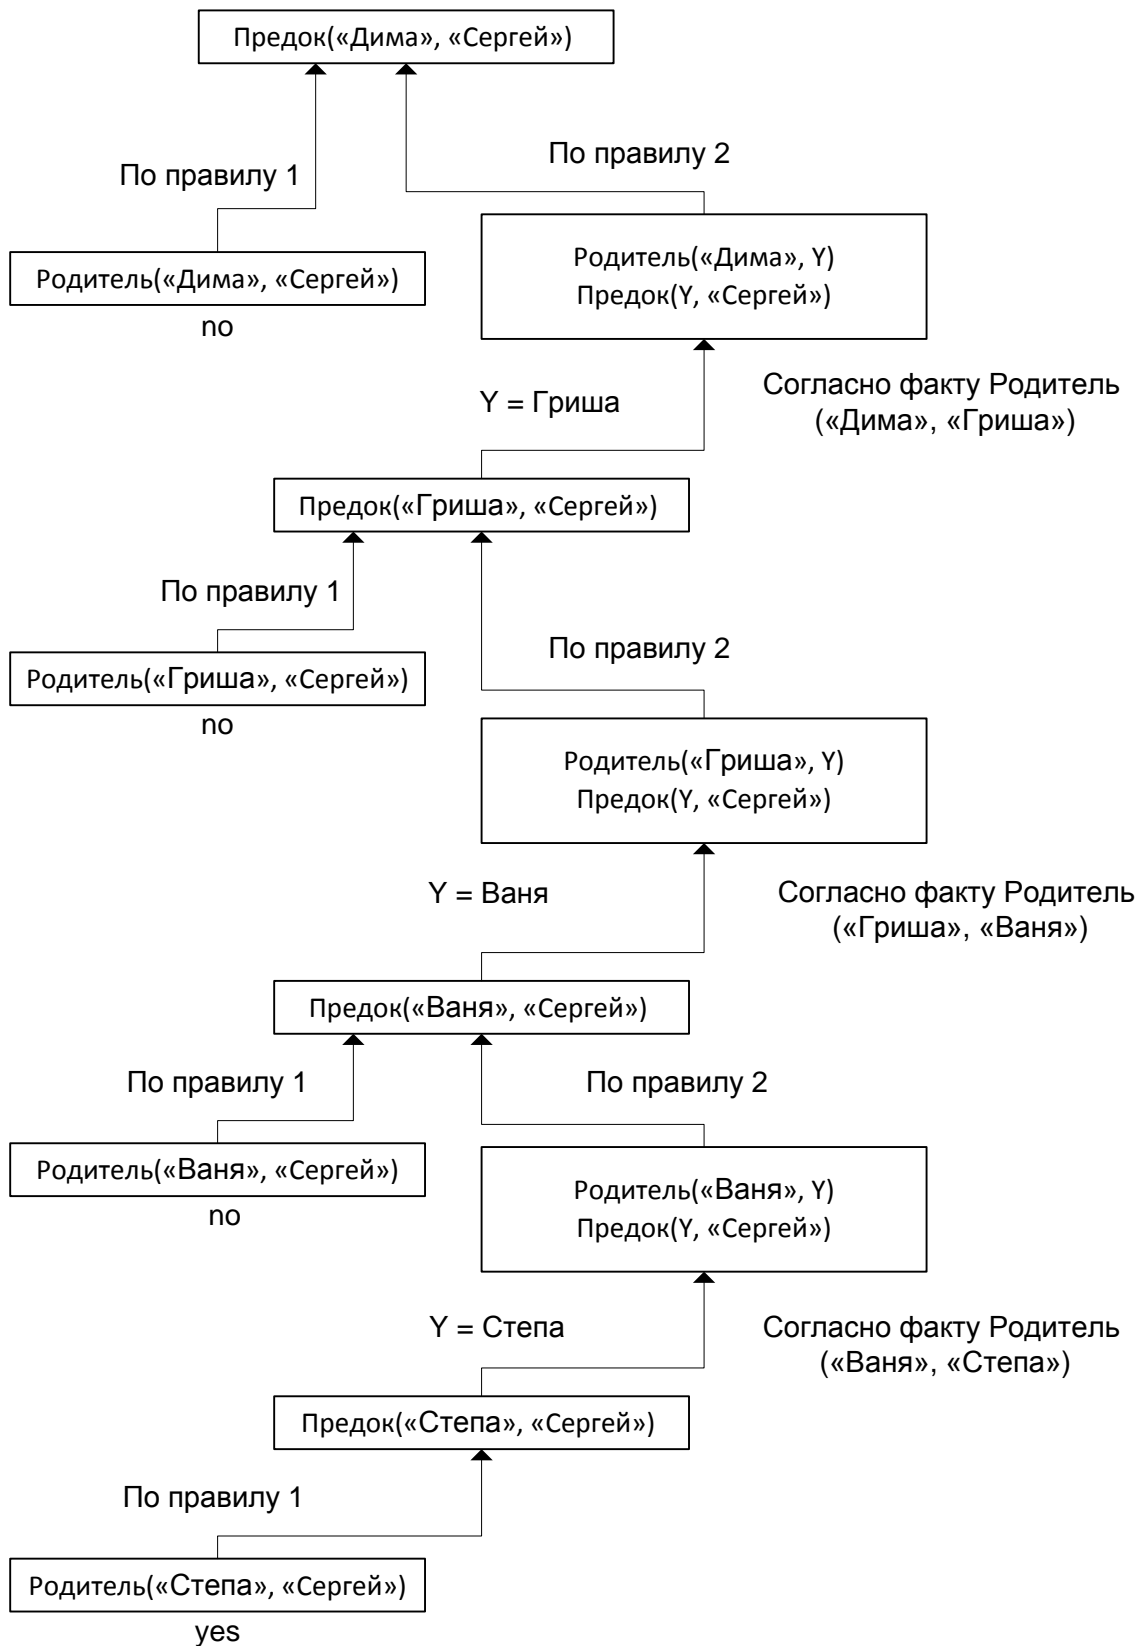 Предок(«Дима», «Сергей»)
По правилу 1
По правилу 2
Родитель(«Дима», «Сергей»)
no
Родитель(«Дима», Y)
Предок(Y, «Сергей»)
Y = Гриша
Согласно факту Родитель
(«Дима», «Гриша»)
Предок(«Гриша», «Сергей»)
По правилу 1
По правилу 2
Родитель(«Гриша», «Сергей»)
no
Родитель(«Гриша», Y)
Предок(Y, «Сергей»)
Y = Ваня
Согласно факту Родитель
(«Гриша», «Ваня»)
Предок(«Ваня», «Сергей»)
По правилу 1
По правилу 2
Родитель(«Ваня», «Сергей»)
no
Родитель(«Ваня», Y)
Предок(Y, «Сергей»)
Y = Степа
Согласно факту Родитель
(«Ваня», «Степа»)
Предок(«Степа», «Сергей»)
По правилу 1
Родитель(«Степа», «Сергей»)
yes